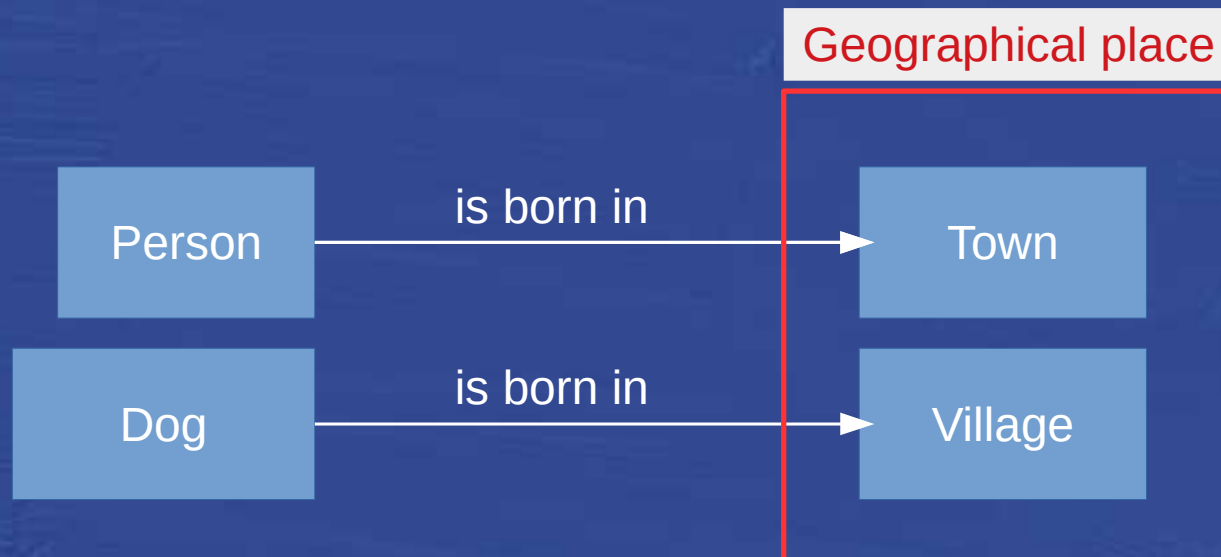 Geographical place
Person is born in Town
Dog is born in Village